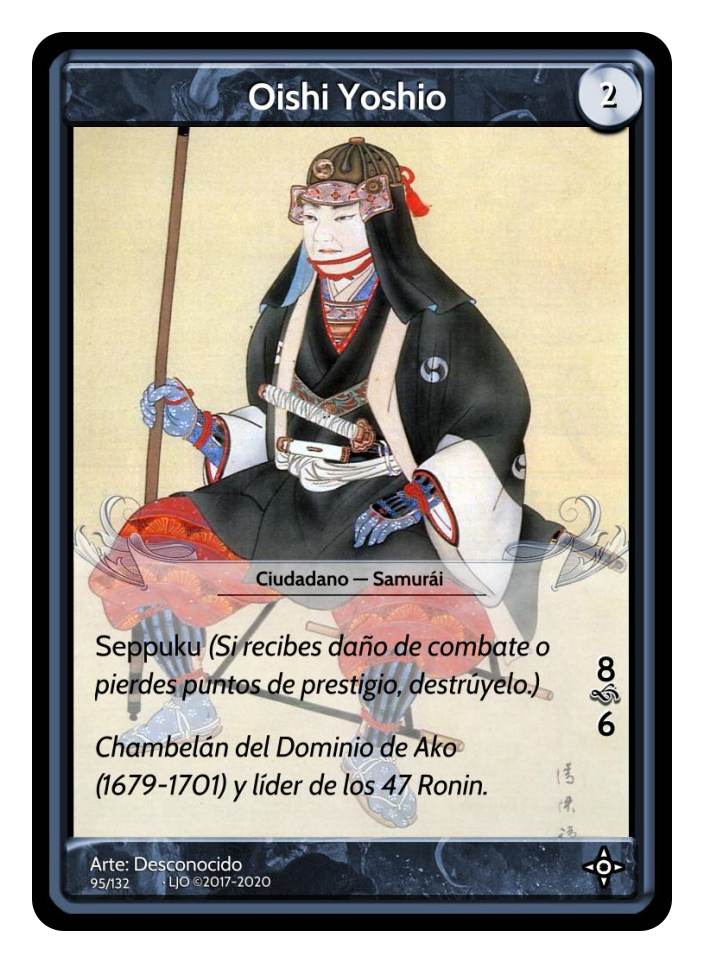 Oishi Yoshio
2
Ciudadano — Samurái
Seppuku (Si recibes daño de combate o
pierdes puntos de prestigio, destrúyelo.)
8
6
Chambelán del Dominio de Ako
(1679-1701) y líder de los 47 Ronin.
Arte: Desconocido
95/132 · LJO ©2017-2020